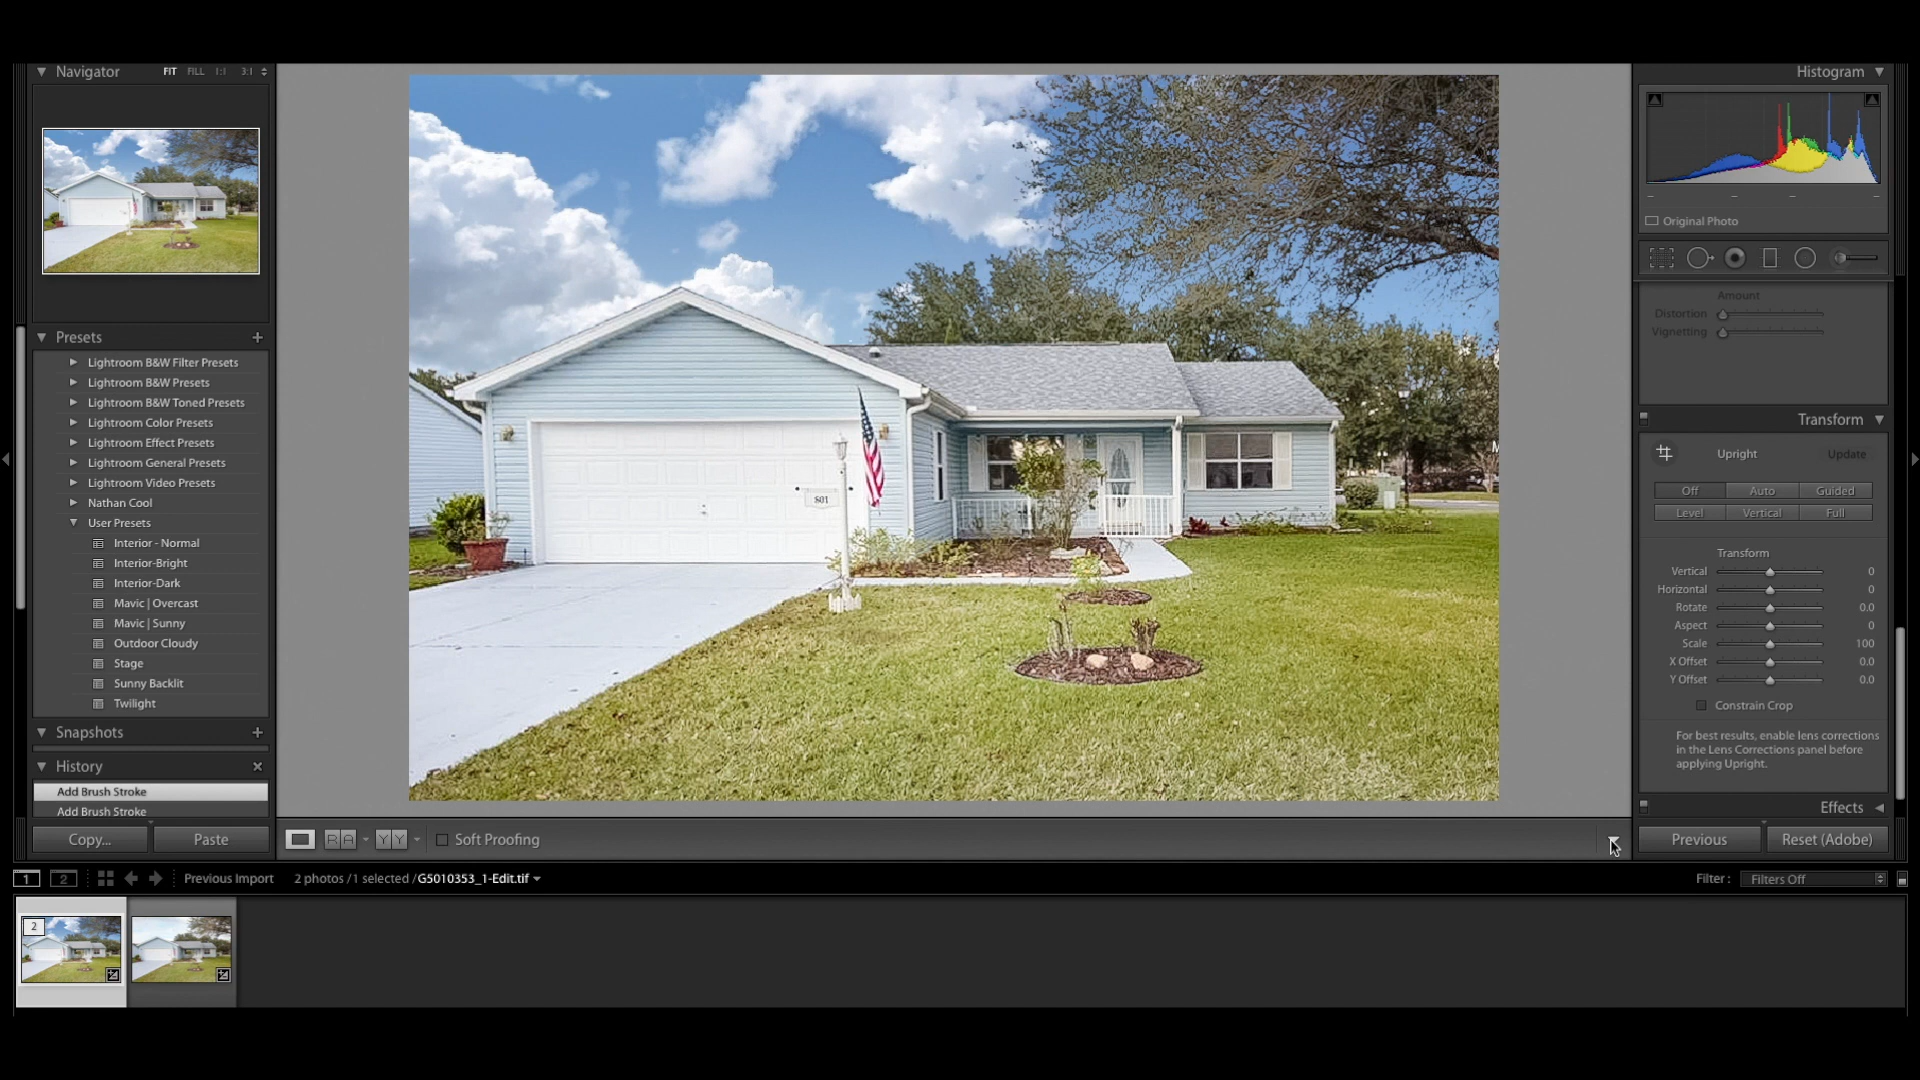 Navigator FIT FILL 1:1 3:1
Presets +
Lightroom B&W Filter Presets
Lightroom B&W Presets
Lightroom B&W Toned Presets
Lightroom Color Presets
Lightroom Effect Presets
Lightroom General Presets
Lightroom Video Presets
Nathan Cool
User Presets
Interior - Normal
Interior-Bright
Interior-Dark
Mavic | Overcast
Mavic | Sunny
Outdoor Cloudy
Stage
Sunny Backlit
Twilight
Snapshots +
History ×
Add Brush Stroke
Add Brush Stroke
Copy... Paste
801
R A Y Y Soft Proofing
Histogram
Original Photo
Amount
Distortion
Vignetting
Transform
Upright Update
Off Auto Guided
Level Vertical Full
Transform
Vertical 0
Horizontal 0
Rotate 0.0
Aspect 0
Scale 100
X Offset 0.0
Y Offset 0.0
Constrain Crop
For best results, enable lens corrections
in the Lens Corrections panel before
applying Upright.
Effects
Previous Reset (Adobe)
1 2 Previous Import 2 photos /1 selected /G5010353_1-Edit.tif Filter : Filters Off
2